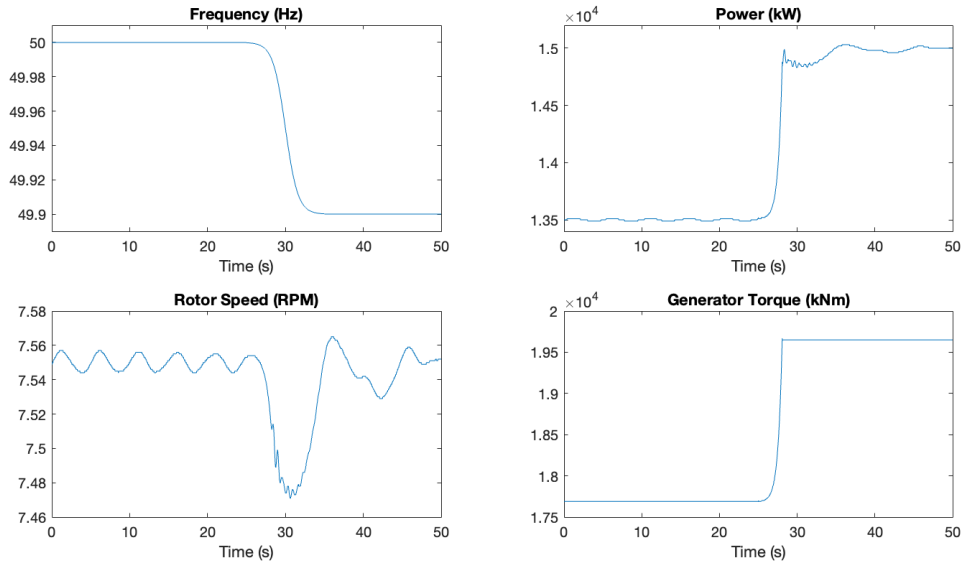 Frequency (Hz)
50
49.98
49.96
49.94
49.92
49.9
0 10 20 30 40 50
Time (s)
Power (kW)
×10⁴
1.5
1.45
1.4
1.35
0 10 20 30 40 50
Time (s)
Rotor Speed (RPM)
7.58
7.56
7.54
7.52
7.5
7.48
7.46
0 10 20 30 40 50
Time (s)
Generator Torque (kNm)
×10⁴
2
1.95
1.9
1.85
1.8
1.75
0 10 20 30 40 50
Time (s)